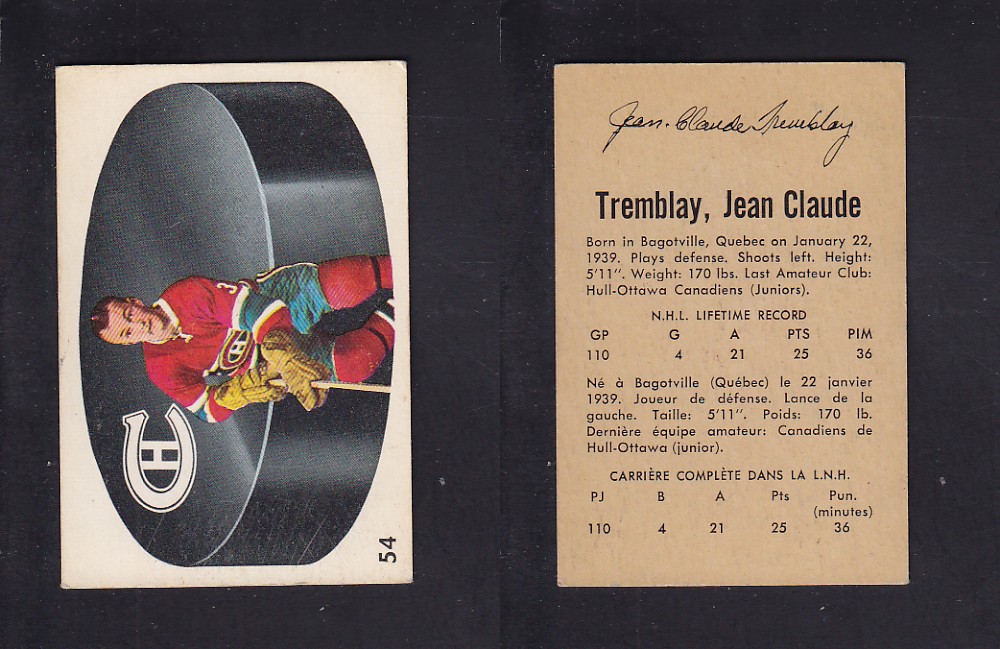 54
3
CH
Jean-Claude Tremblay
Tremblay, Jean Claude
Born in Bagotville, Quebec on January 22,
1939. Plays defense. Shoots left. Height:
5'11". Weight: 170 lbs. Last Amateur Club:
Hull-Ottawa Canadiens (Juniors).
N.H.L. LIFETIME RECORD
GP G A PTS PIM
110 4 21 25 36
Né à Bagotville (Québec) le 22 janvier
1939. Joueur de défense. Lance de la
gauche. Taille: 5'11". Poids: 170 lb.
Dernière équipe amateur: Canadiens de
Hull-Ottawa (junior).
CARRIÈRE COMPLÈTE DANS LA L.N.H.
PJ B A Pts Pun.
(minutes)
110 4 21 25 36